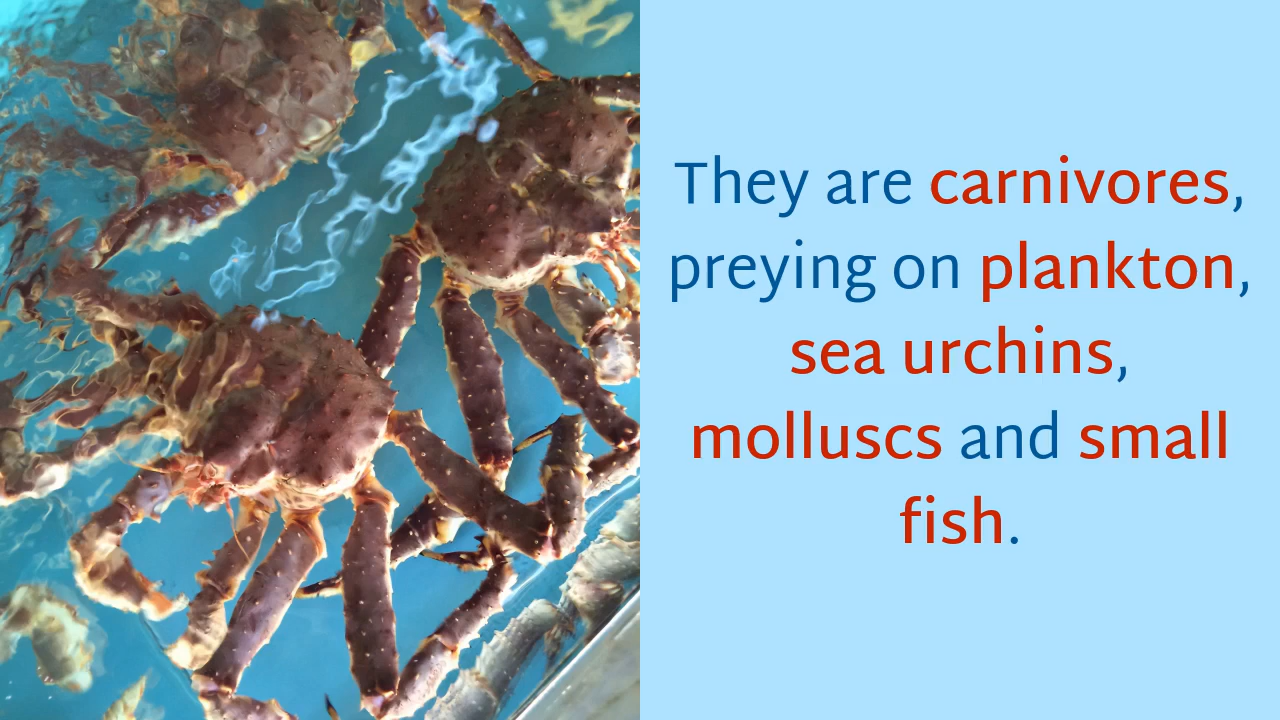 They are carnivores,
preying on plankton,
sea urchins,
molluscs and small
fish.